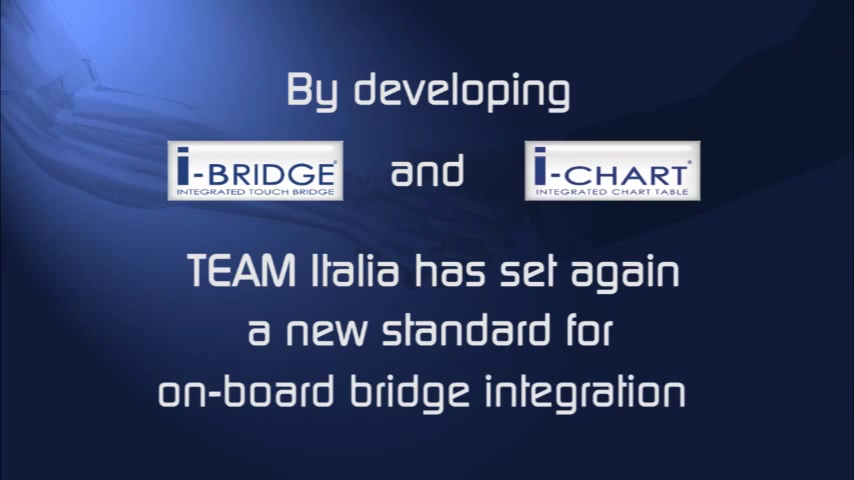 By developing
i-BRIDGE® and i-CHART®
INTEGRATED TOUCH BRIDGE INTEGRATED CHART TABLE
TEAM Italia has set again
a new standard for
on-board bridge integration